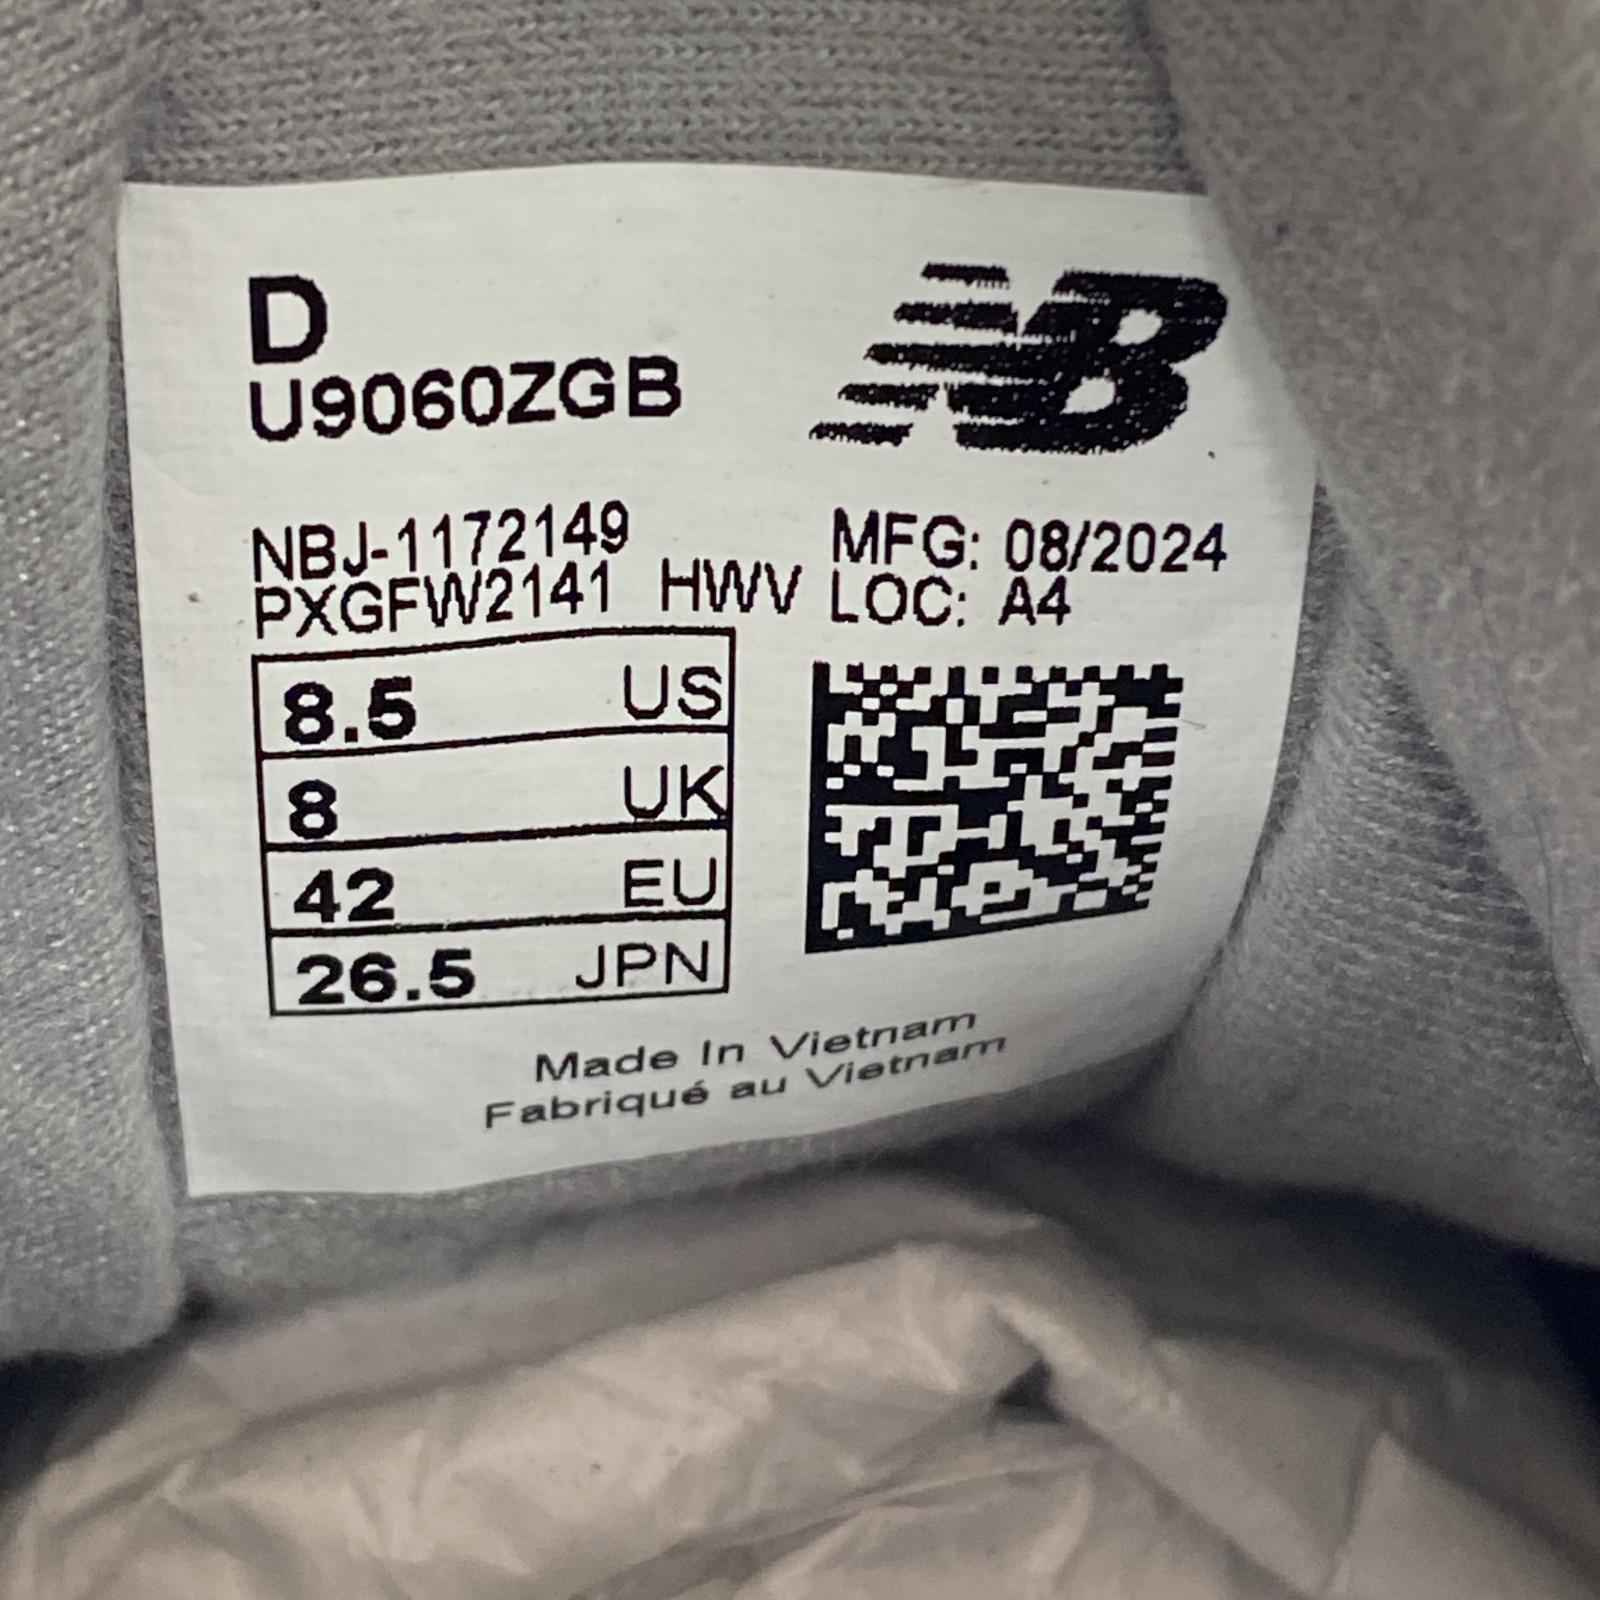 D
U9060ZGB
NB
NBJ-1172149
PXGFW2141 HWV
MFG: 08/2024
LOC: A4
8.5 US
8 UK
42 EU
26.5 JPN
Made In Vietnam
Fabriqué au Vietnam